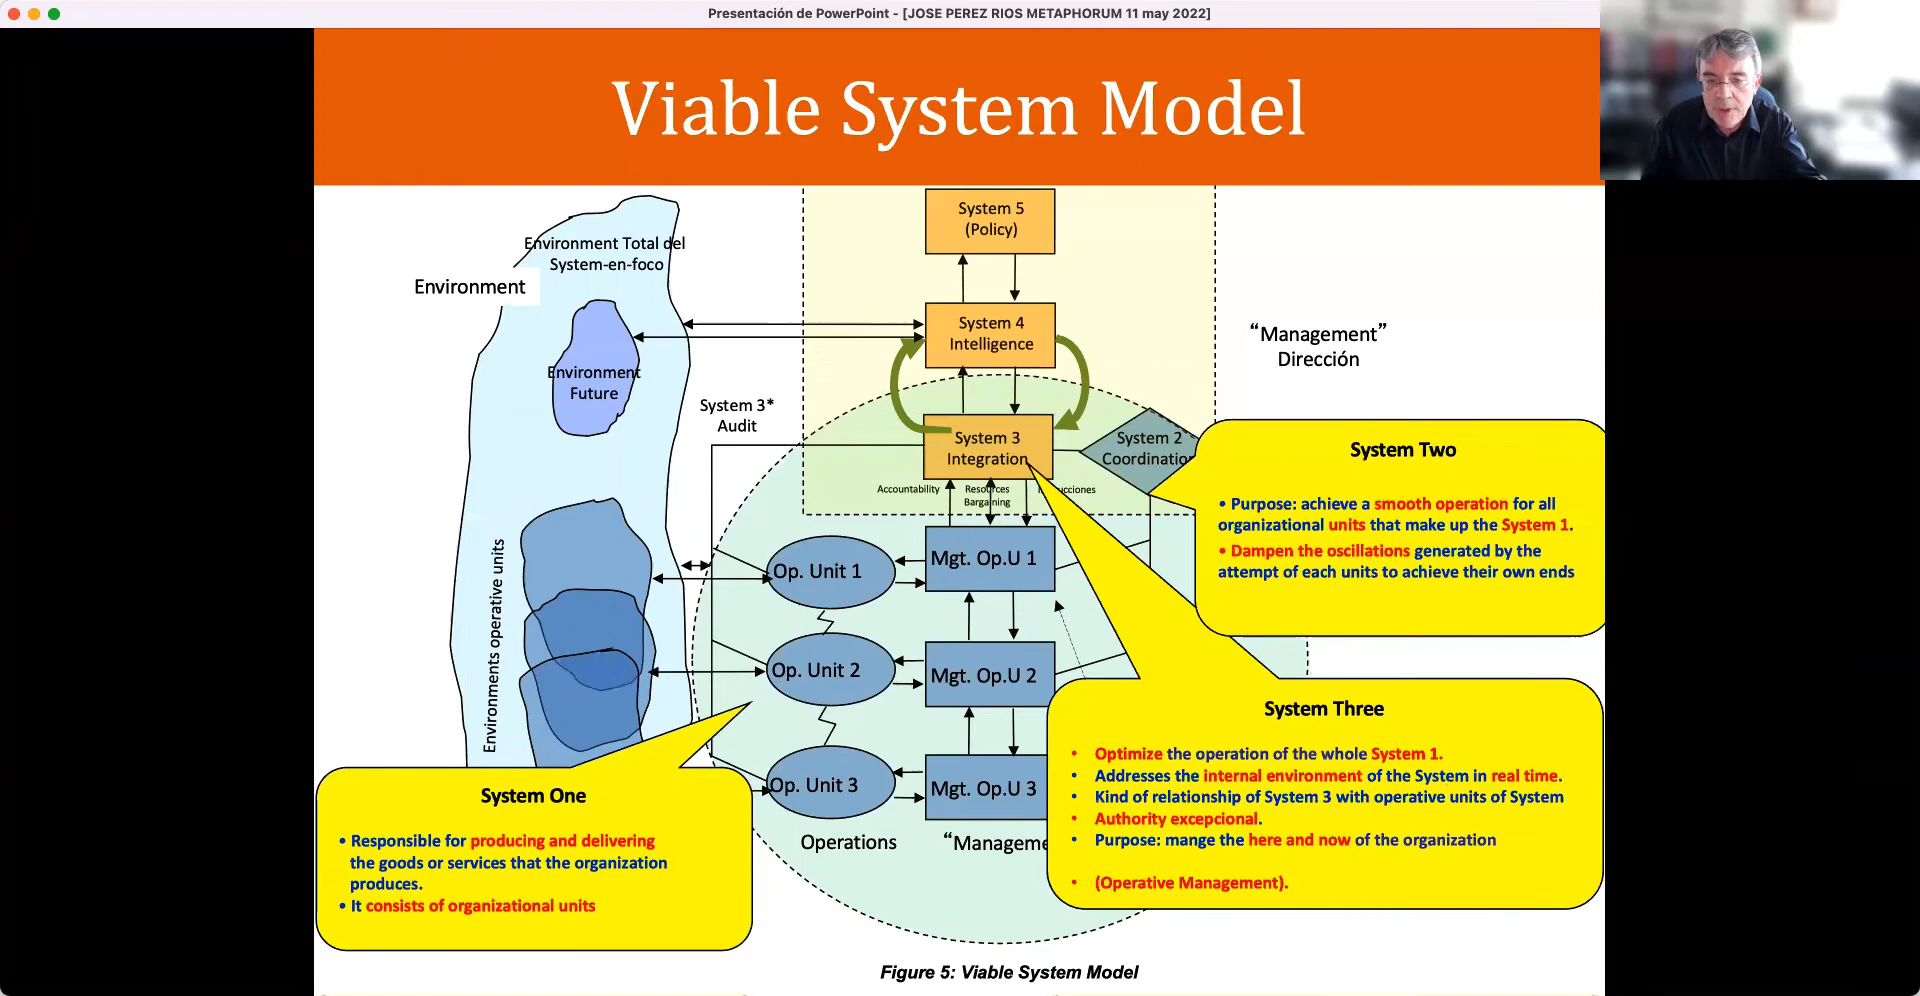 Presentación de PowerPoint - [JOSE PEREZ RIOS METAPHORUM 11 may 2022]
Viable System Model
System 5
(Policy)
Environment Total del
System-en-foco
Environment
System 4
Intelligence
“Management”
Dirección
Environment
Future
System 3*
Audit
System 3
Integration
System 2
Coordination
Accountability
Resources
Bargaining
System Two
• Purpose: achieve a smooth operation for all
organizational units that make up the System 1.
• Dampen the oscillations generated by the
attempt of each units to achieve their own ends
Environments operative units
Op. Unit 1
Mgt. Op.U 1
Op. Unit 2
Mgt. Op.U 2
Op. Unit 3
Mgt. Op.U 3
Operations
“Manageme
System Three
• Optimize the operation of the whole System 1.
• Addresses the internal environment of the System in real time.
• Kind of relationship of System 3 with operative units of System
• Authority excepcional.
• Purpose: mange the here and now of the organization
• (Operative Management).
System One
• Responsible for producing and delivering
the goods or services that the organization
produces.
• It consists of organizational units
Figure 5: Viable System Model